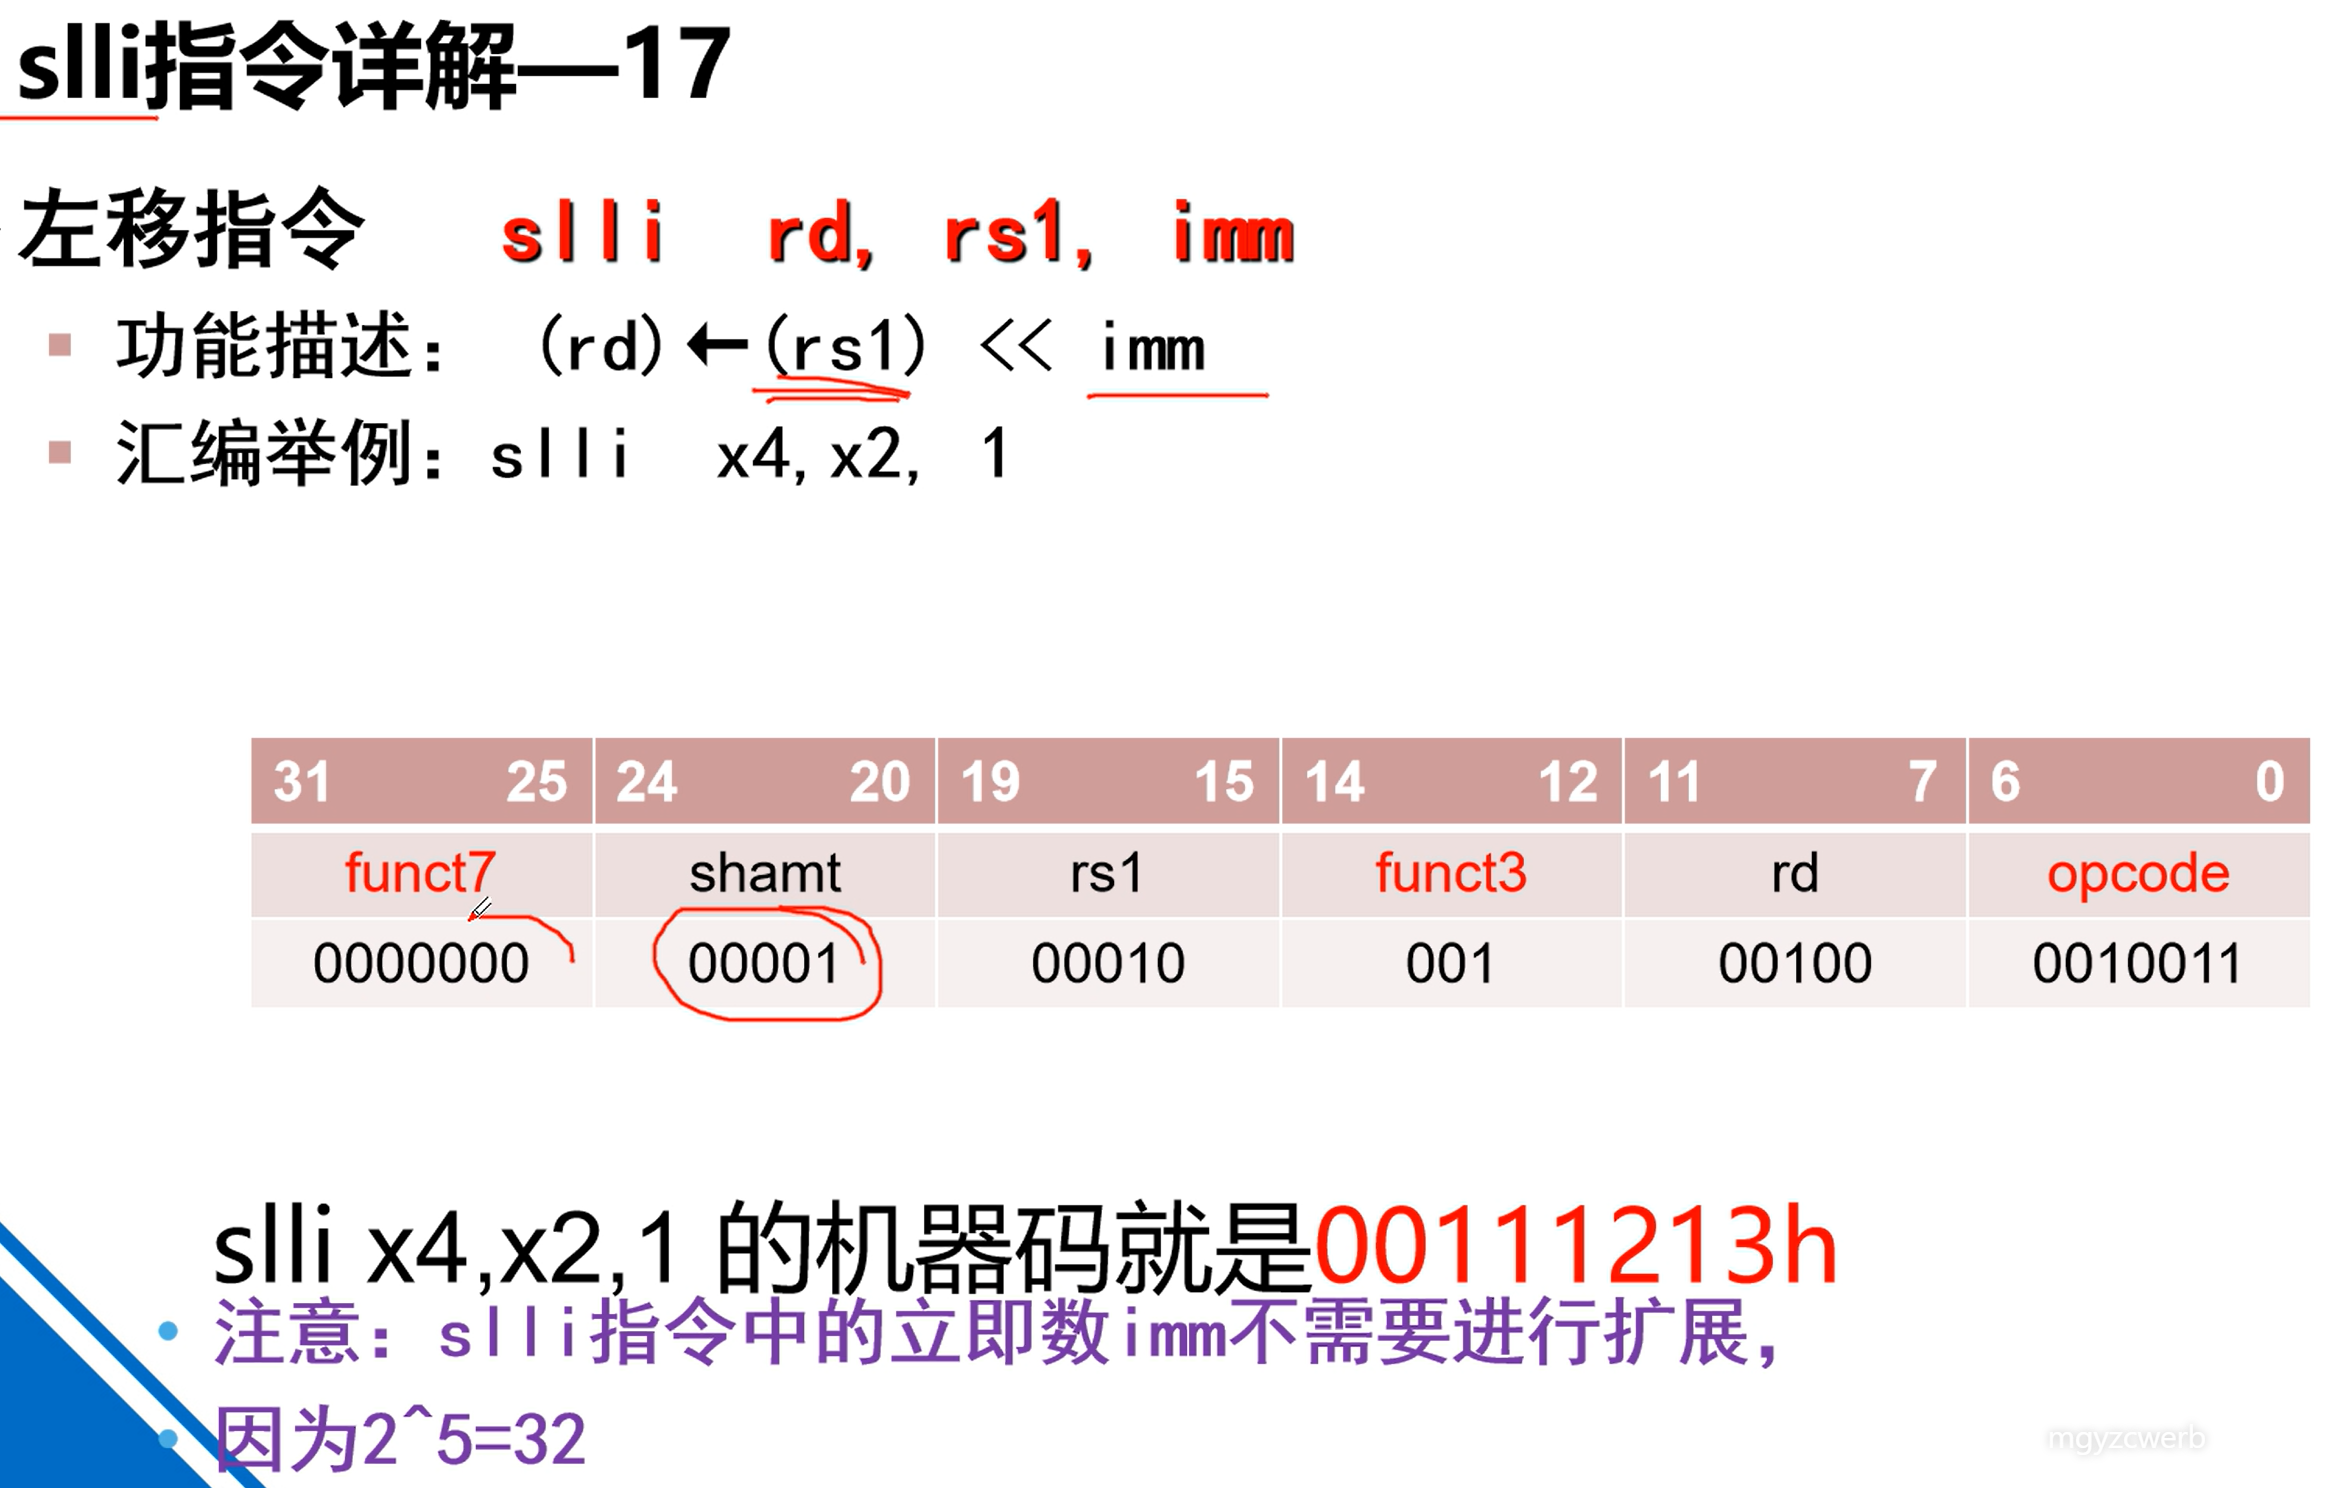 slli指令详解—17
左移指令 slli rd, rs1, imm
功能描述： (rd)←(rs1) << imm
汇编举例：slli x4, x2, 1
31 25 24 20 19 15 14 12 11 7 6 0
funct7 shamt rs1 funct3 rd opcode
0000000 00001 00010 001 00100 0010011
slli x4,x2,1 的机器码就是00111213h
注意：slli指令中的立即数imm不需要进行扩展，
因为2^5=32
mgyzcwerb